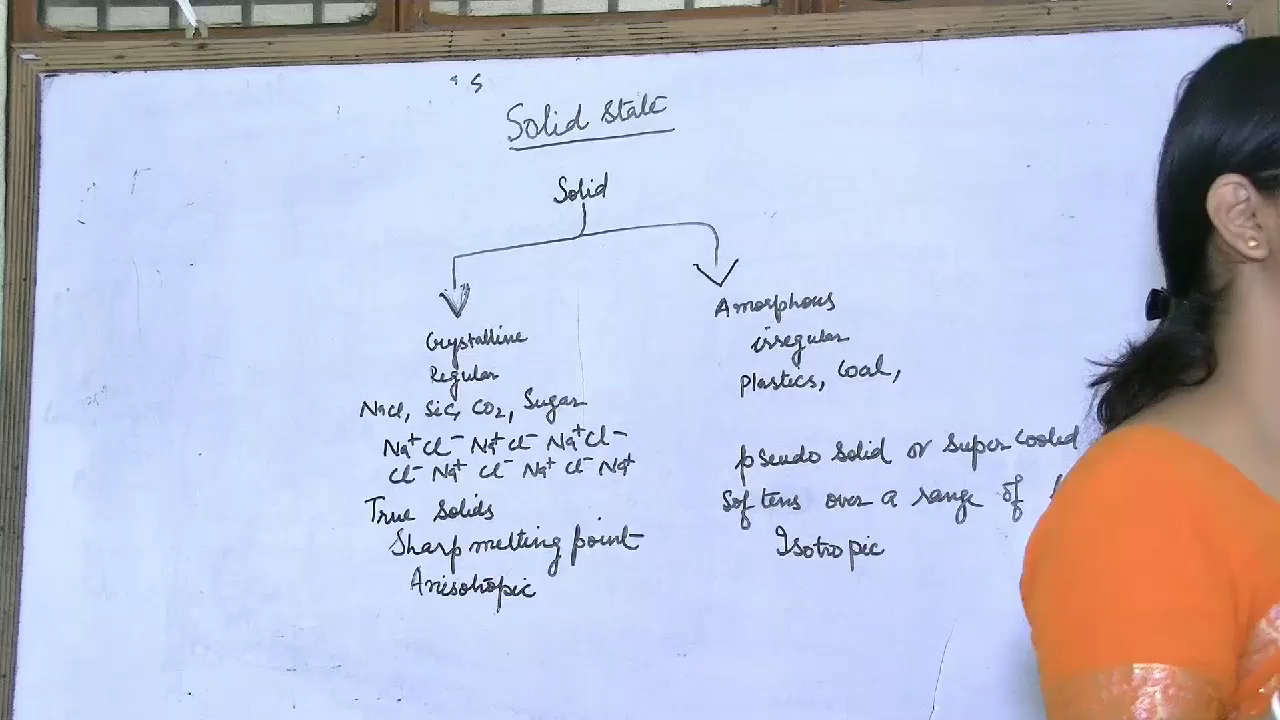 Solid state
Solid
Crystalline
Regular
NaCl, SiC, CO2, Sugar
Na+ Cl- Na+ Cl- Na+ Cl-
Cl- Na+ Cl- Na+ Cl- Na+
True solids
Sharp melting point
Anisotropic
Amorphous
irregular
plastics, Coal,
pseudo solid or super cooled
Softens over a range of
Isotropic